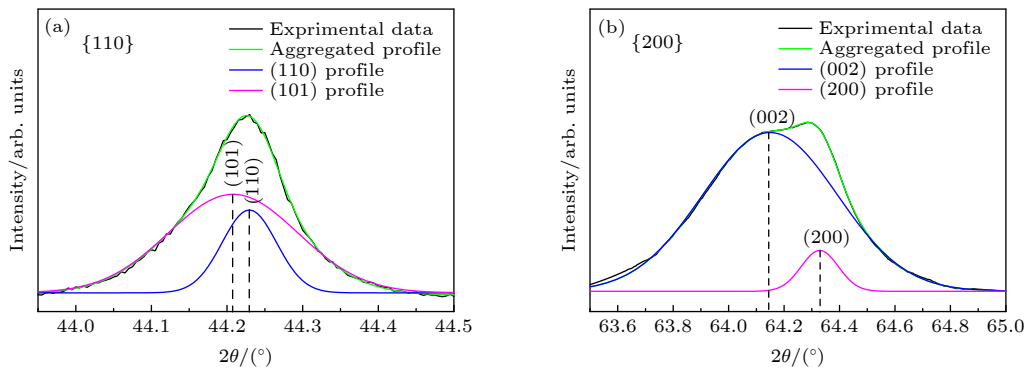 (a)
{110}
Exprimental data
Aggregated profile
(110) profile
(101) profile
(101)
(110)
Intensity/arb. units
44.0 44.1 44.2 44.3 44.4 44.5
2θ/(°)
(b)
{200}
Experimental data
Aggregated profile
(002) profile
(200) profile
(002)
(200)
Intensity/arb. units
63.6 63.8 64.0 64.2 64.4 64.6 64.8 65.0
2θ/(°)